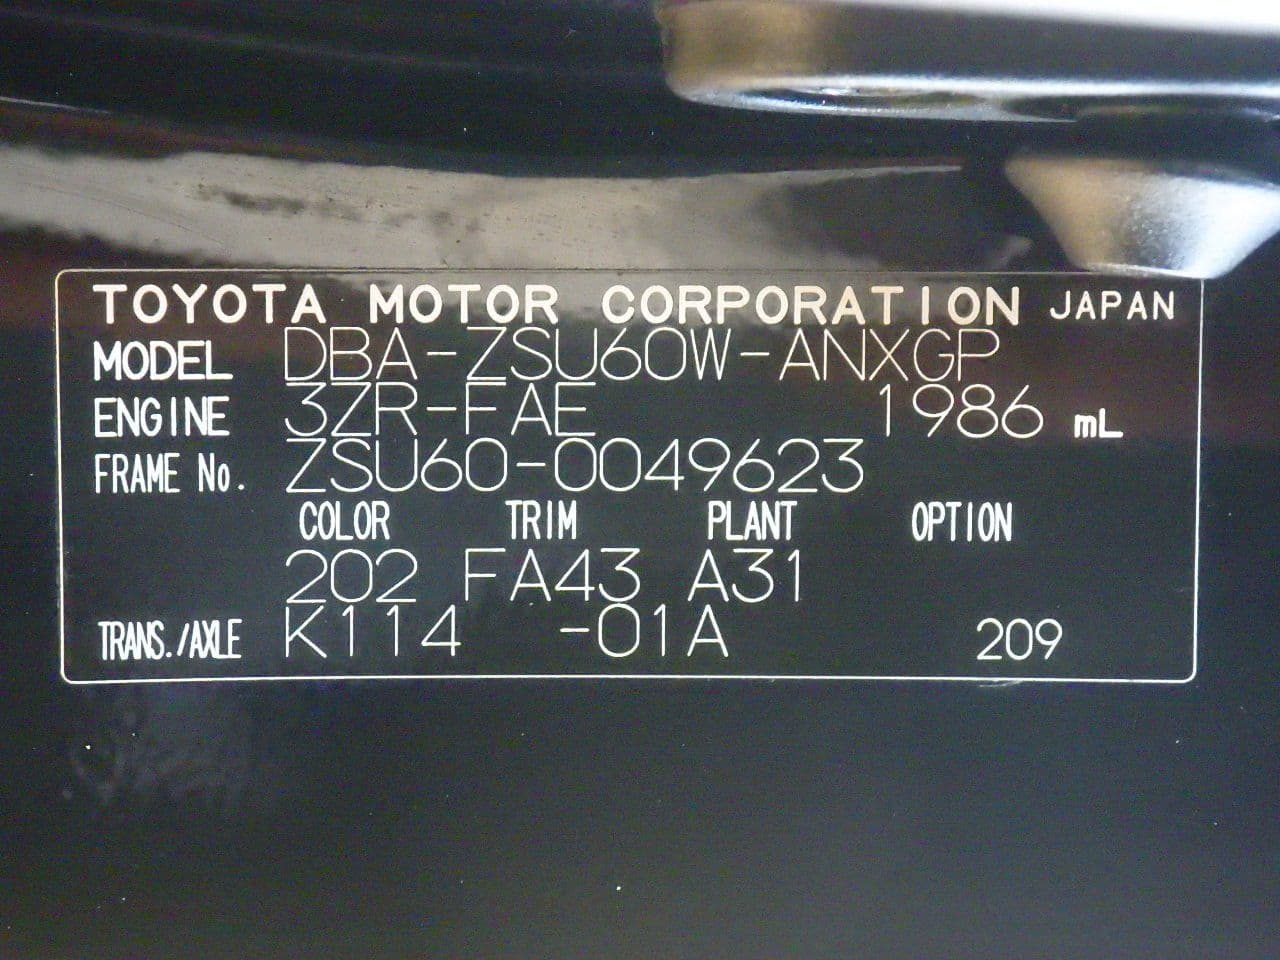 TOYOTA MOTOR CORPORATION JAPAN
MODEL DBA-ZSU60W-ANXGP
ENGINE 3ZR-FAE 1986 mL
FRAME No. ZSU60-0049623
COLOR TRIM PLANT OPTION
202 FA43 A31
TRANS./AXLE K114 -01A 209